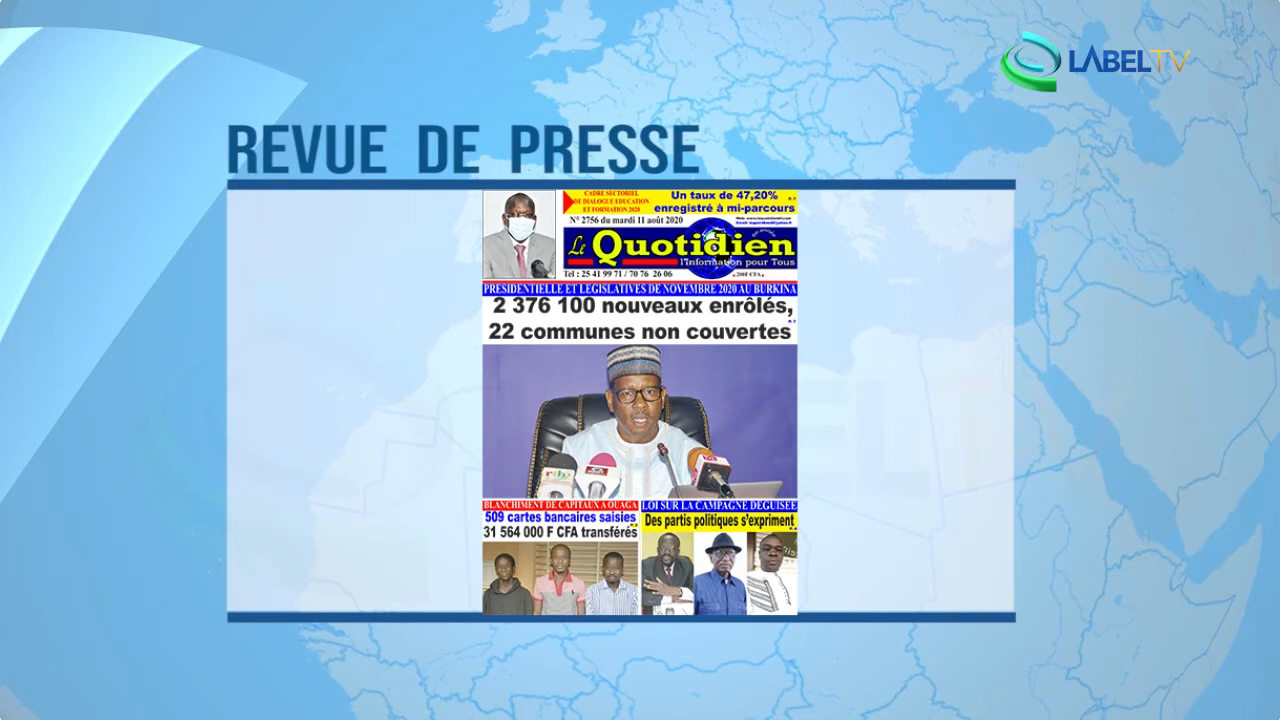 LABELTV
REVUE DE PRESSE
CADRE SECTORIEL
DE DIALOGUE EDUCATION
ET FORMATION 2020
Un taux de 47,20%
enregistré à mi-parcours
N° 2756 du mardi 11 août 2020
Le Quotidien
l'Information pour Tous
Tel : 25 41 99 71 / 70 76 26 06
200F CFA
PRESIDENTIELLE ET LEGISLATIVES DE NOVEMBRE 2020 AU BURKINA
2 376 100 nouveaux enrôlés,
22 communes non couvertes
BLANCHIMENT DE CAPITAUX A OUAGA
509 cartes bancaires saisies
31 564 000 F CFA transférés
LOI SUR LA CAMPAGNE DEGUISEE
Des partis politiques s'expriment